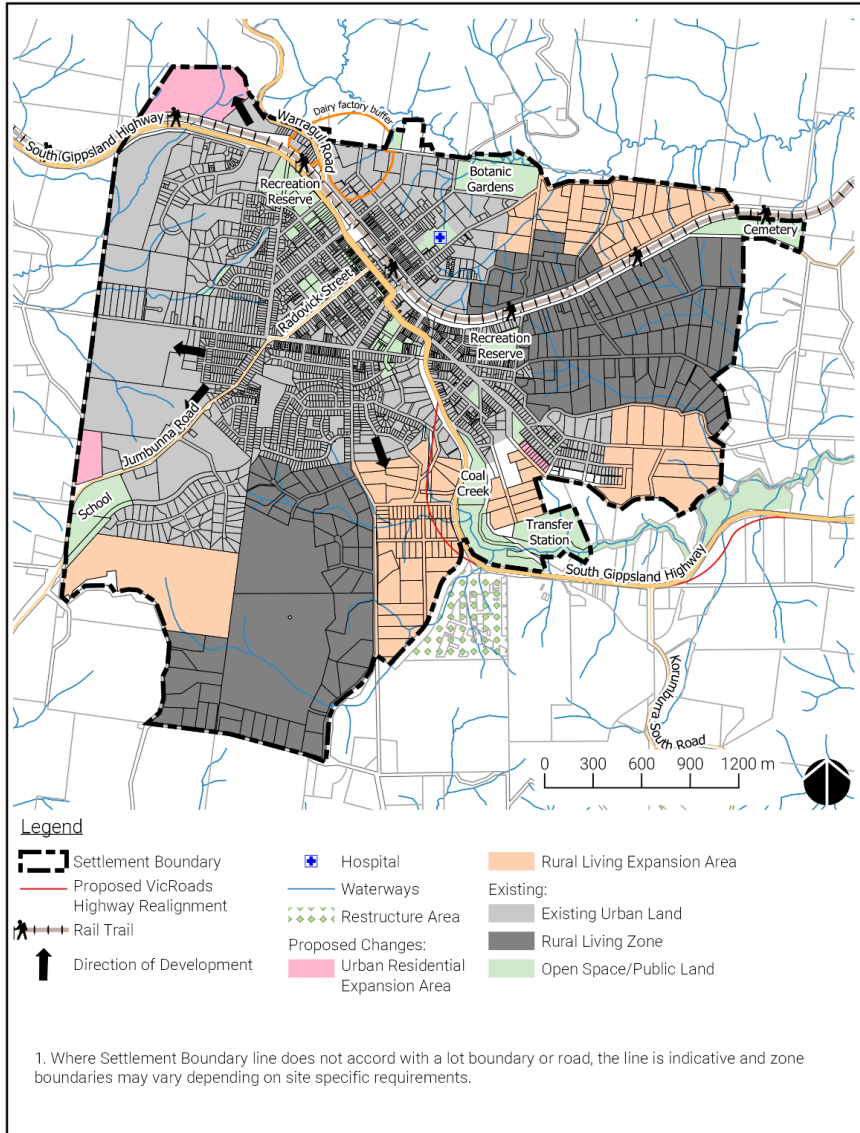 Dairy factory buffer
Warragul Road
South Gippsland Highway
Recreation
Reserve
Botanic
Gardens
Cemetery
Radovick Street
Recreation
Reserve
Jumbunna Road
School
Coal
Creek
Transfer
Station
South Gippsland Highway
Korumburra South Road
0 300 600 900 1200 m
Legend
Settlement Boundary
Proposed VicRoads
Highway Realignment
Rail Trail
Direction of Development
Hospital
Waterways
Restructure Area
Proposed Changes:
Urban Residential
Expansion Area
Rural Living Expansion Area
Existing:
Existing Urban Land
Rural Living Zone
Open Space/Public Land
1. Where Settlement Boundary line does not accord with a lot boundary or road, the line is indicative and zone
boundaries may vary depending on site specific requirements.